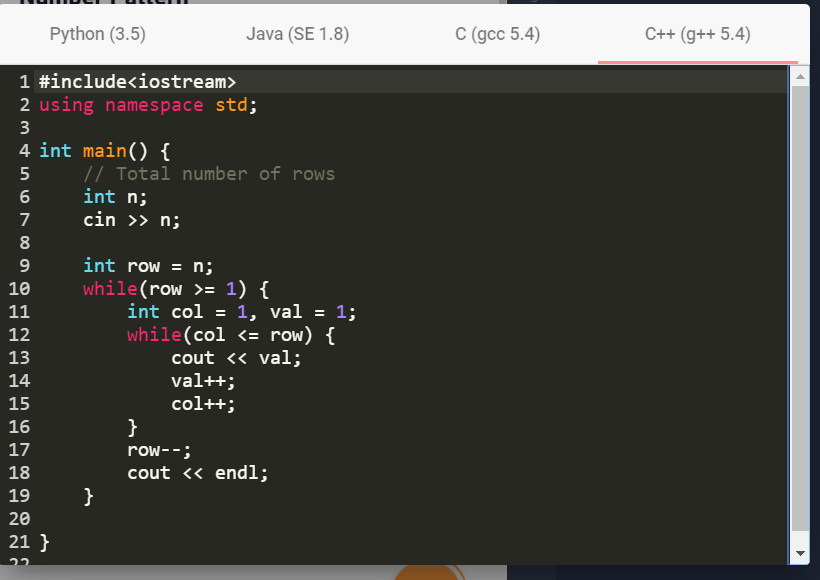 Number Pattern
Python (3.5)
Java (SE 1.8)
C (gcc 5.4)
C++ (g++ 5.4)
1 #include<iostream>
2 using namespace std;
3
4 int main() {
5     // Total number of rows
6     int n;
7     cin >> n;
8
9     int row = n;
10     while(row >= 1) {
11         int col = 1, val = 1;
12         while(col <= row) {
13             cout << val;
14             val++;
15             col++;
16         }
17         row--;
18         cout << endl;
19     }
20
21 }
22